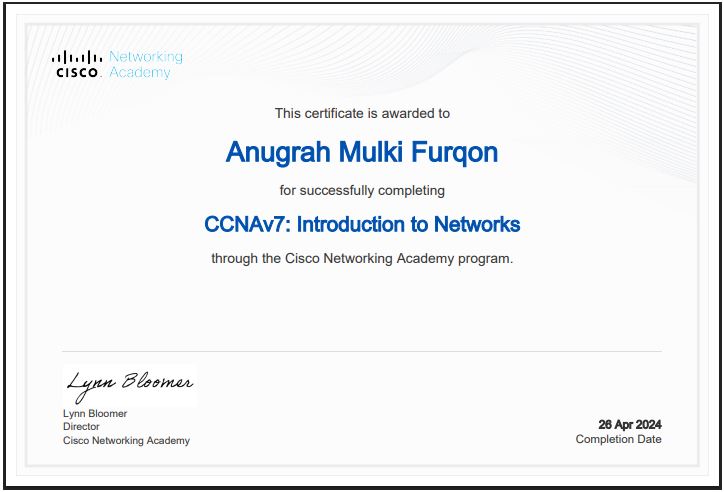 CISCO. Networking Academy
This certificate is awarded to
Anugrah Mulki Furqon
for successfully completing
CCNAv7: Introduction to Networks
through the Cisco Networking Academy program.
Lynn Bloomer
Lynn Bloomer
Director
Cisco Networking Academy
26 Apr 2024
Completion Date